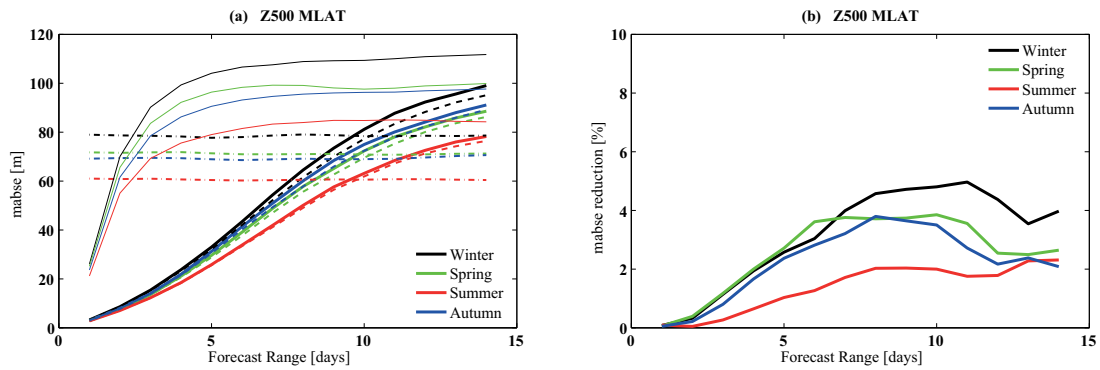 (a) Z500 MLAT
120
100
80
60
40
20
0
mabse [m]
0 5 10 15
Forecast Range [days]
Winter
Spring
Summer
Autumn
(b) Z500 MLAT
10
8
6
4
2
0
mabse reduction [%]
0 5 10 15
Forecast Range [days]
Winter
Spring
Summer
Autumn